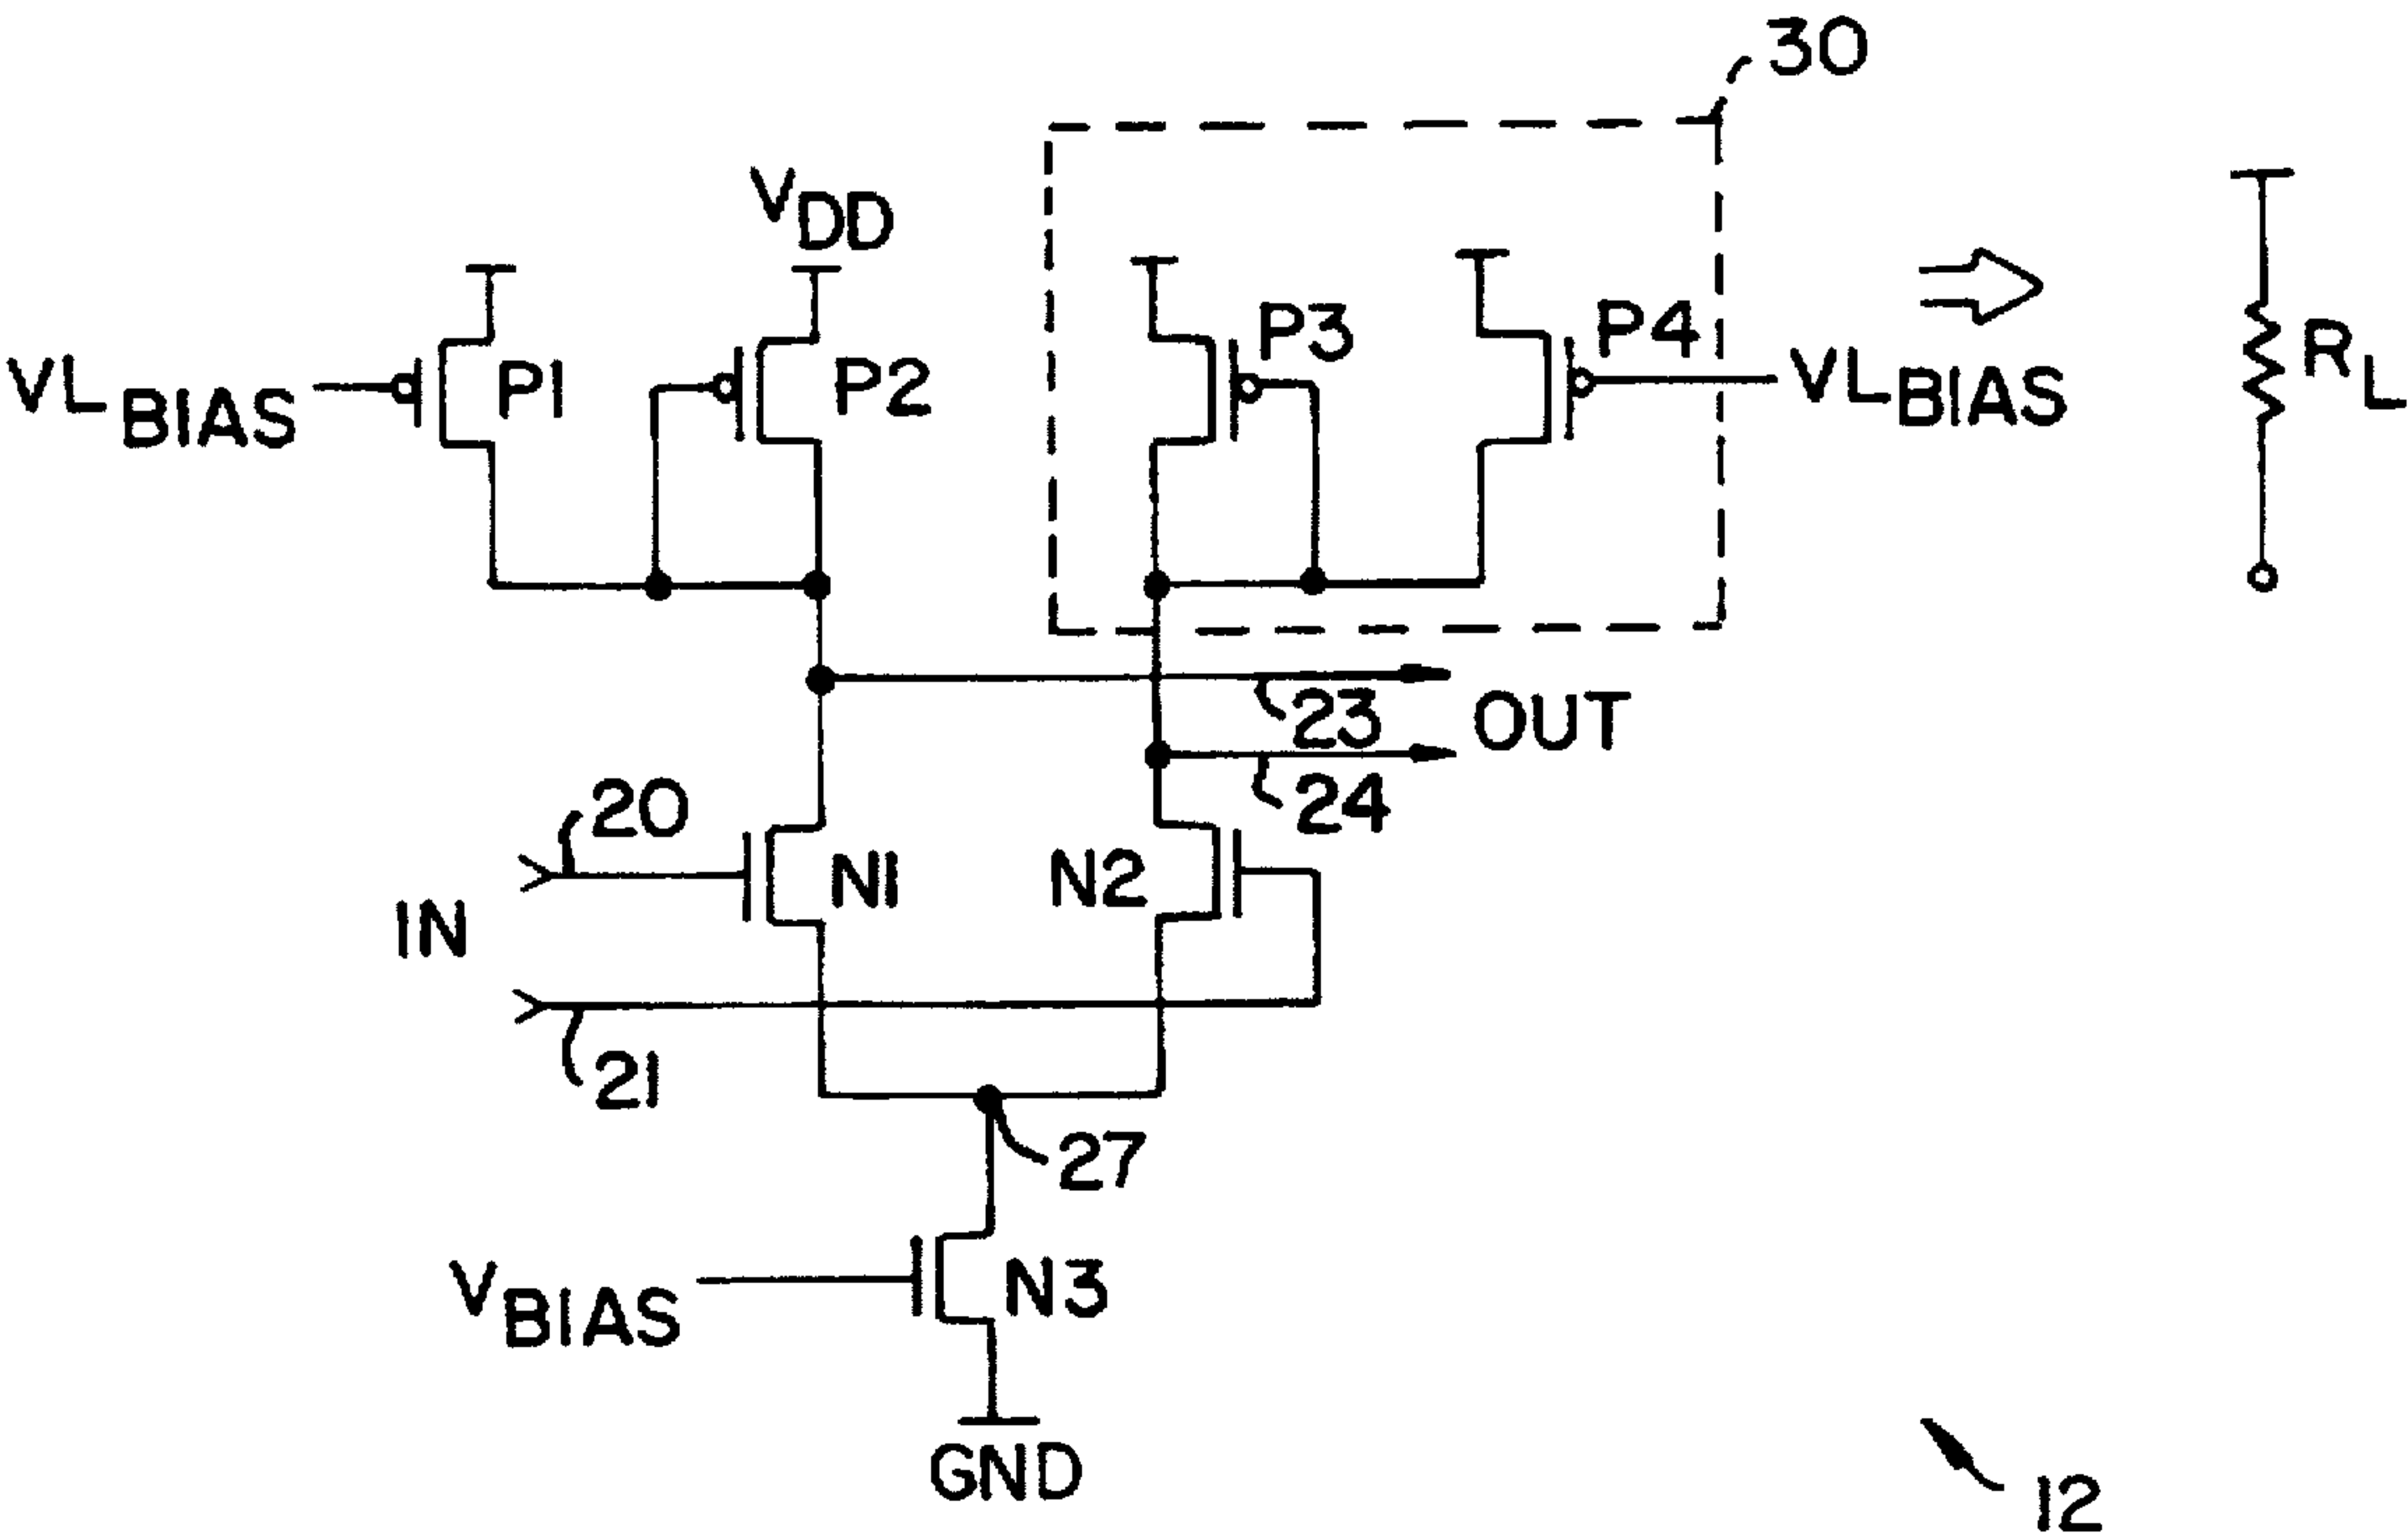 30
VDD
VLBIAS
P1
P2
P3
P4
VLBIAS
RL
23
OUT
24
20
IN
N1
N2
21
27
VBIAS
N3
GND
12